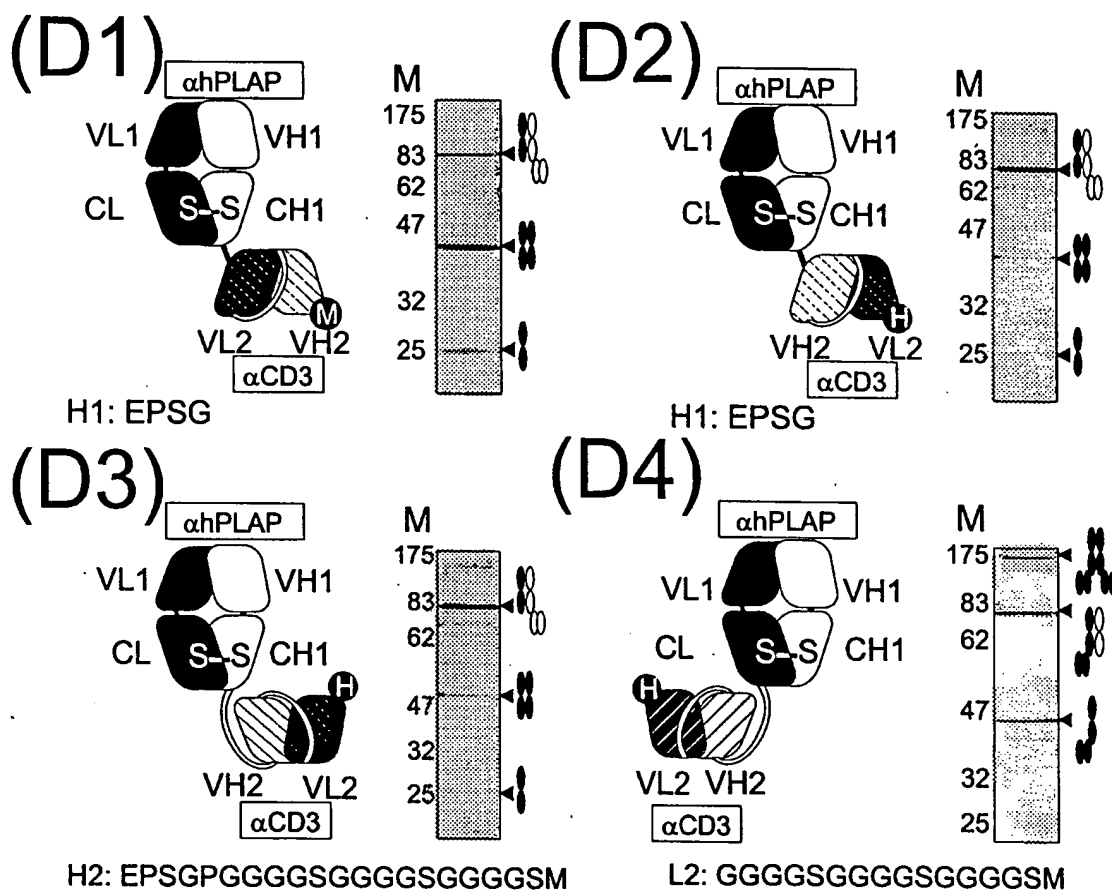 (D1)
αhPLAP
VL1
VH1
CL
S-S
CH1
VL2
M
VH2
αCD3
H1: EPSG
M
175
83
62
47
32
25
(D2)
αhPLAP
VL1
VH1
CL
S-S
CH1
H
VH2
VL2
αCD3
H1: EPSG
M
175
83
62
47
32
25
(D3)
αhPLAP
VL1
VH1
CL
S-S
CH1
H
VH2
VL2
αCD3
H2: EPSGPGGGGSGGGGSGGGGSM
M
175
83
62
47
32
25
(D4)
αhPLAP
VL1
VH1
CL
S-S
CH1
H
VL2
VH2
αCD3
L2: GGGGSGGGGSGGGGSM
M
175
83
62
47
32
25